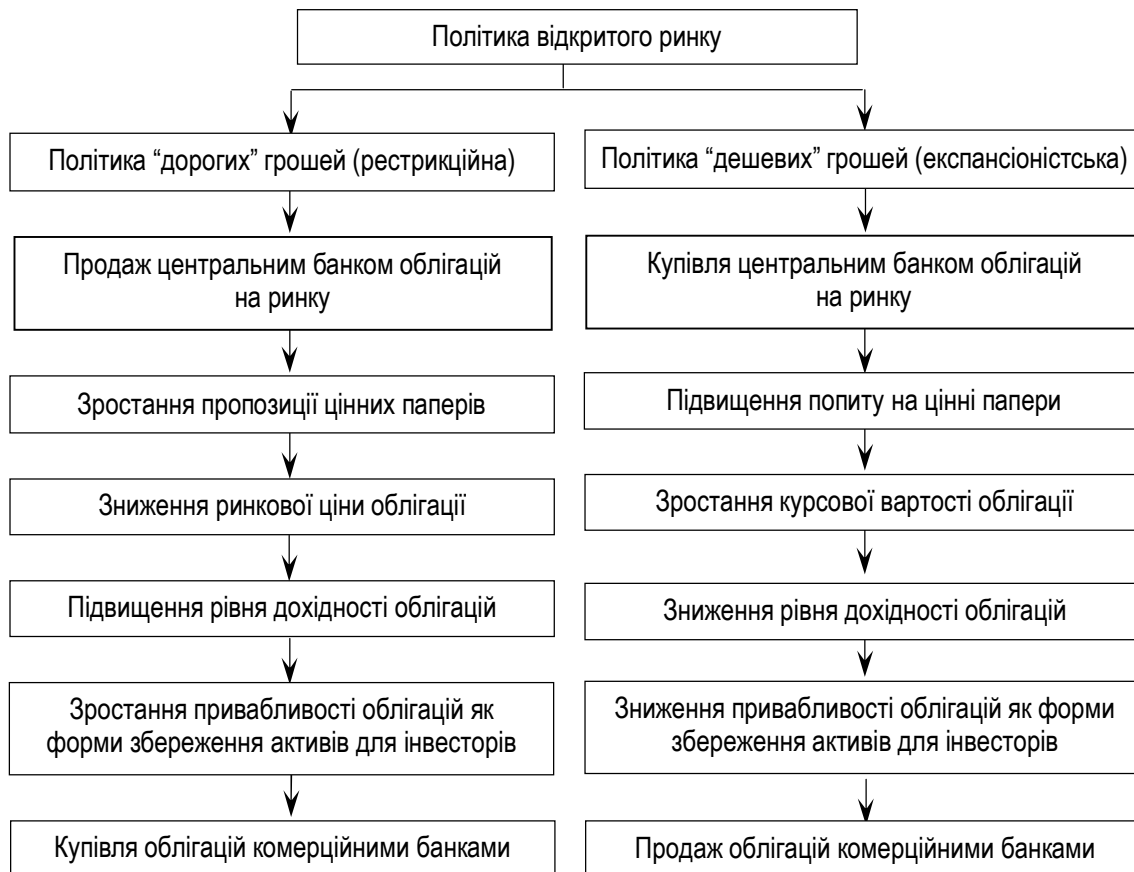 Політика відкритого ринку
Політика “дорогих” грошей (рестрикційна)
Політика “дешевих” грошей (експансіоністська)
Продаж центральним банком облігацій
на ринку
Купівля центральним банком облігацій
на ринку
Зростання пропозиції цінних паперів
Підвищення попиту на цінні папери
Зниження ринкової ціни облігації
Зростання курсової вартості облігації
Підвищення рівня дохідності облігацій
Зниження рівня дохідності облігацій
Зростання привабливості облігацій як
форми збереження активів для інвесторів
Зниження привабливості облігацій як форми
збереження активів для інвесторів
Купівля облігацій комерційними банками
Продаж облігацій комерційними банками